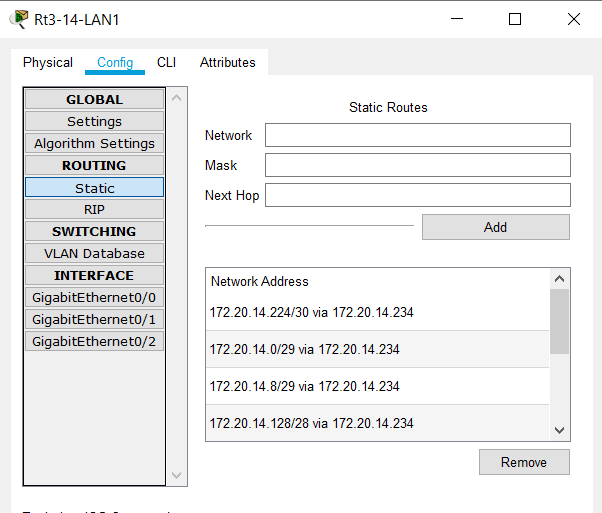 Rt3-14-LAN1
Physical Config CLI Attributes
GLOBAL
Settings
Algorithm Settings
ROUTING
Static
RIP
SWITCHING
VLAN Database
INTERFACE
GigabitEthernet0/0
GigabitEthernet0/1
GigabitEthernet0/2
Static Routes
Network
Mask
Next Hop
Add
Network Address
172.20.14.224/30 via 172.20.14.234
172.20.14.0/29 via 172.20.14.234
172.20.14.8/29 via 172.20.14.234
172.20.14.128/28 via 172.20.14.234
Remove